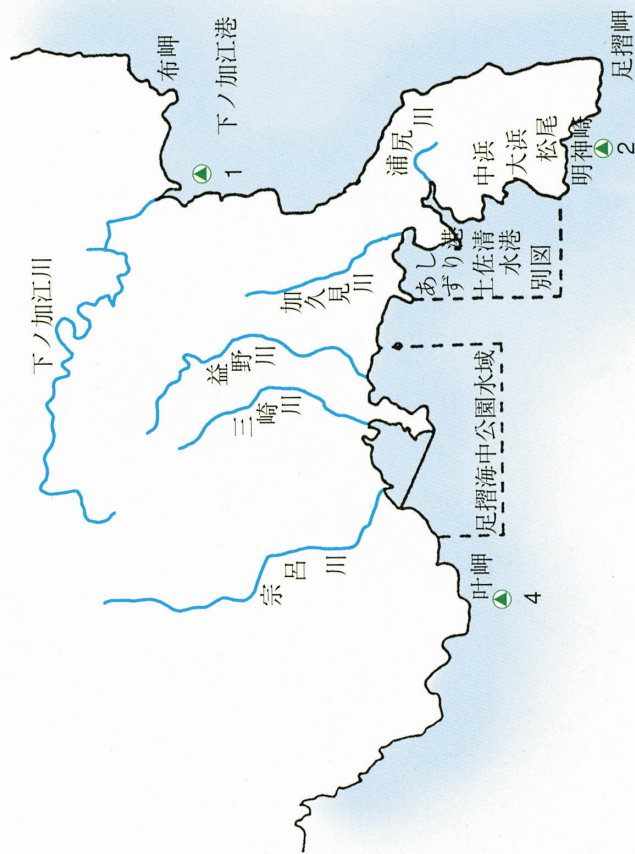 布岬
下ノ加江港
1
下ノ加江川
足摺岬
浦尻川
中浜
大浜
松尾
明神崎
2
加久見川
あしずり港
土佐清水港
別図
益野川
三崎川
足摺海中公園水域
宗呂川
叶岬
4